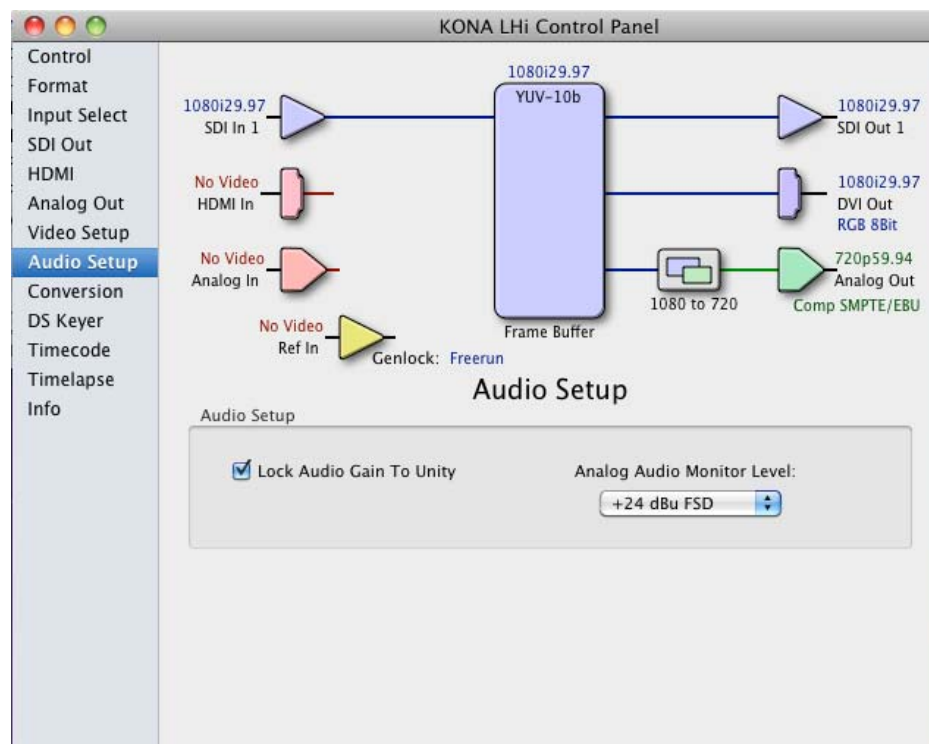 KONA LHi Control Panel
Control
Format
Input Select
SDI Out
HDMI
Analog Out
Video Setup
Audio Setup
Conversion
DS Keyer
Timecode
Timelapse
Info
1080i29.97
YUV-10b
Frame Buffer
1080i29.97
SDI In 1
No Video
HDMI In
No Video
Analog In
No Video
Ref In
Genlock: Freerun
1080i29.97
SDI Out 1
1080i29.97
DVI Out
RGB 8Bit
1080 to 720
720p59.94
Analog Out
Comp SMPTE/EBU
Audio Setup
Audio Setup
Lock Audio Gain To Unity
Analog Audio Monitor Level:
+24 dBu FSD